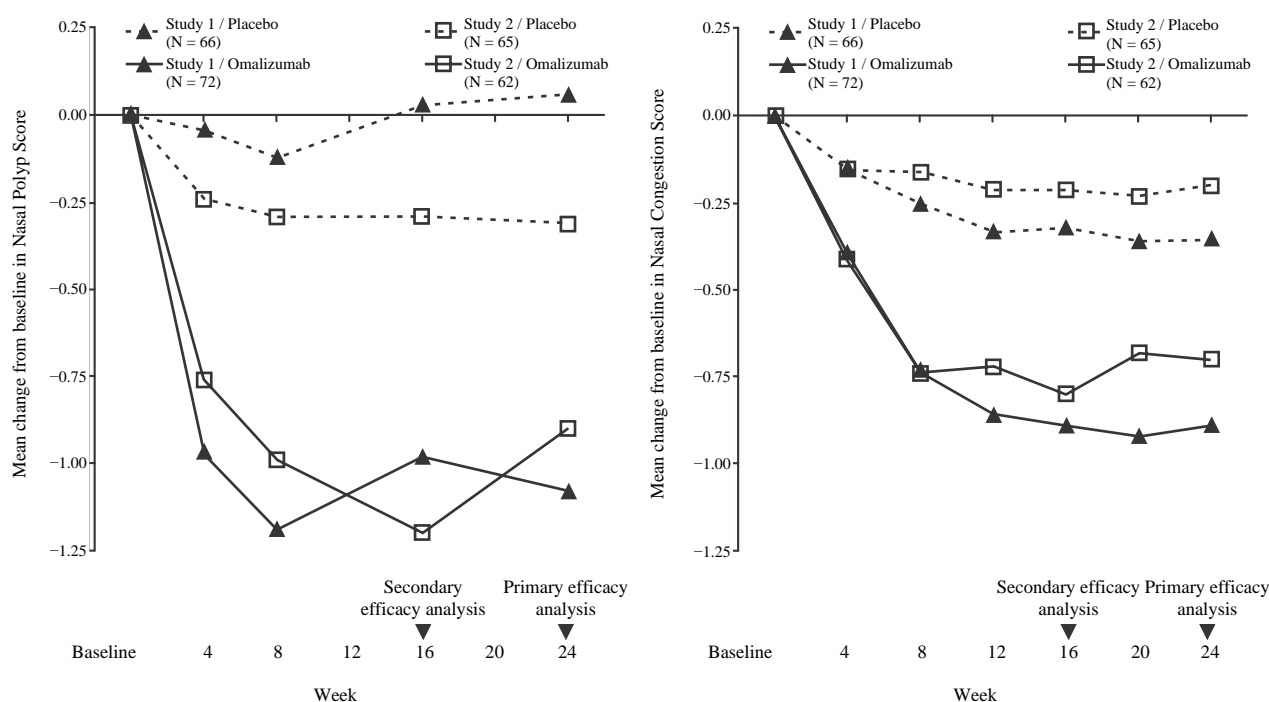 Mean change from baseline in Nasal Polyp Score
0.25
0.00
−0.25
−0.50
−0.75
−1.00
−1.25
Study 1 / Placebo
(N = 66)
Study 1 / Omalizumab
(N = 72)
Study 2 / Placebo
(N = 65)
Study 2 / Omalizumab
(N = 62)
Secondary
efficacy analysis
Primary efficacy
analysis
Baseline 4 8 12 16 20 24
Week
Mean change from baseline in Nasal Congestion Score
0.25
0.00
−0.25
−0.50
−0.75
−1.00
−1.25
Study 1 / Placebo
(N = 66)
Study 1 / Omalizumab
(N = 72)
Study 2 / Placebo
(N = 65)
Study 2 / Omalizumab
(N = 62)
Secondary efficacy
analysis
Primary efficacy
analysis
Baseline 4 8 12 16 20 24
Week